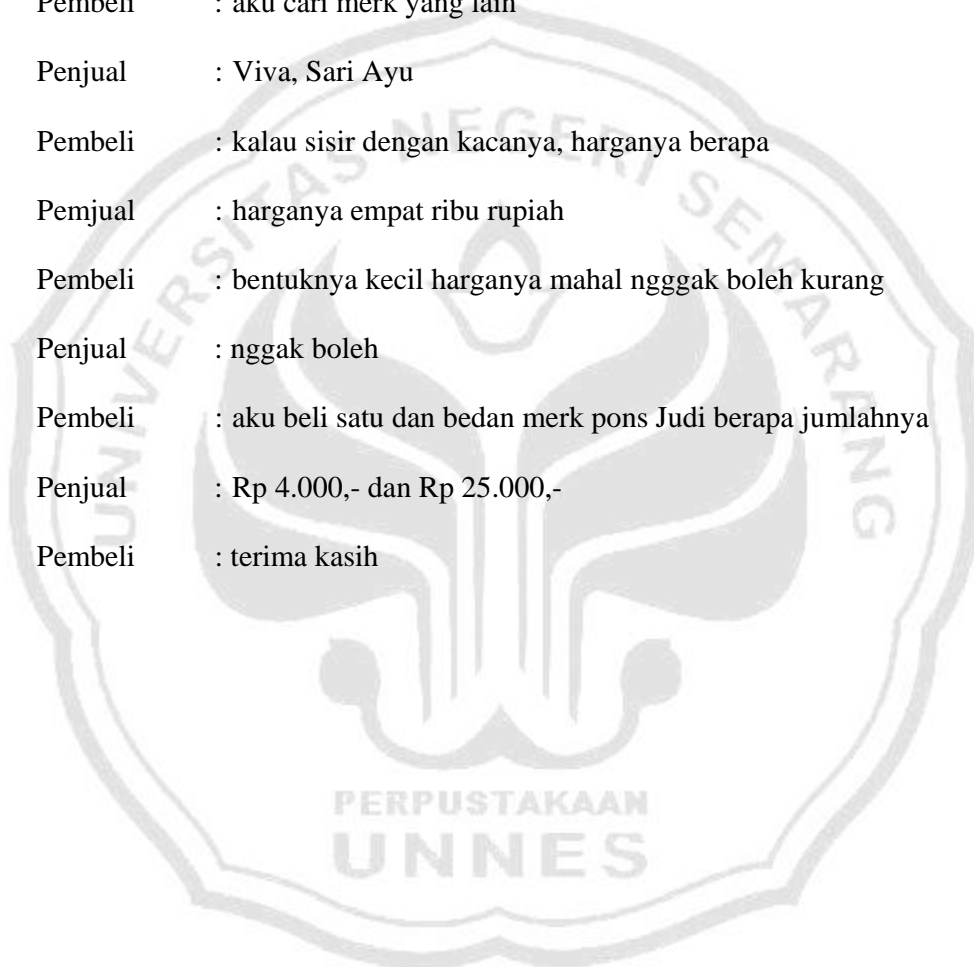 Pembeli : aku cari merk yang lain
Penjual : Viva, Sari Ayu
Pembeli : kalau sisir dengan kacanya, harganya berapa
Pemjual : harganya empat ribu rupiah
Pembeli : bentuknya kecil harganya mahal ngggak boleh kurang
Penjual : nggak boleh
Pembeli : aku beli satu dan bedan merk pons Judi berapa jumlahnya
Penjual : Rp 4.000,- dan Rp 25.000,-
Pembeli : terima kasih
UNIVERSITAS NEGERI SEMARANG
PERPUSTAKAAN
UNNES